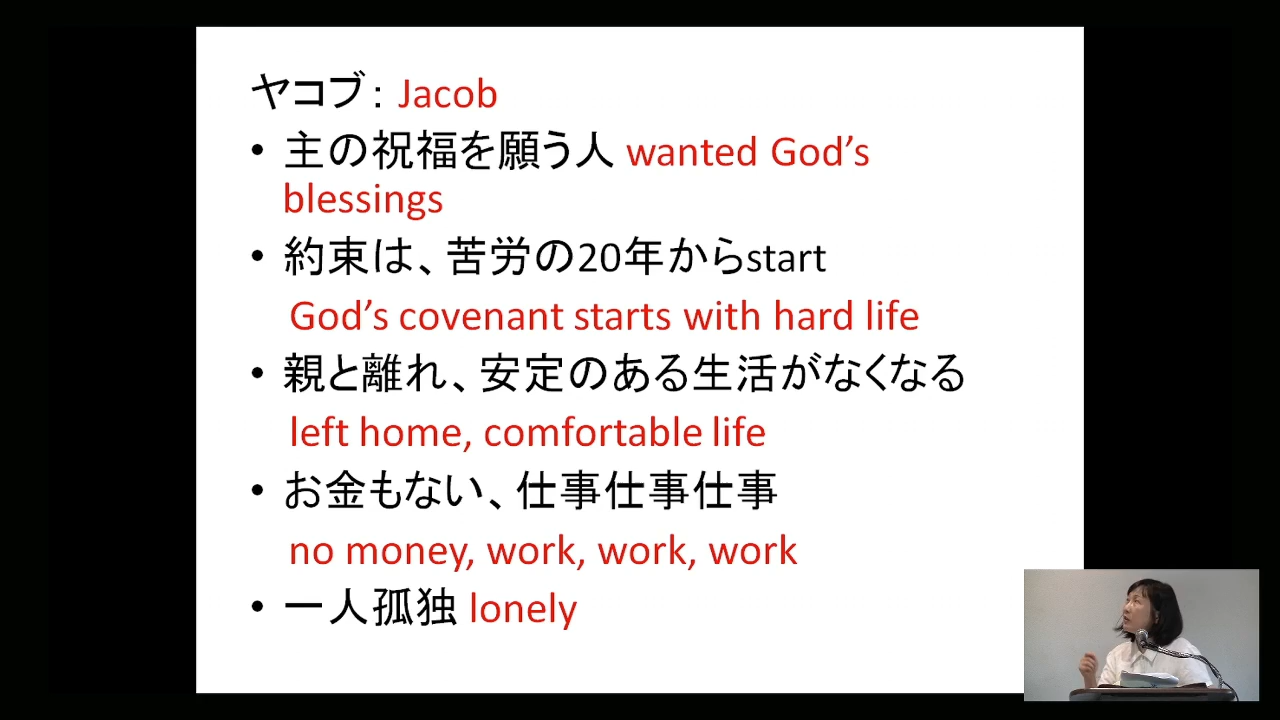 ヤコブ： Jacob
• 主の祝福を願う人 wanted God’s
blessings
• 約束は、苦労の20年からstart
God’s covenant starts with hard life
• 親と離れ、安定のある生活がなくなる
left home, comfortable life
• お金もない、仕事仕事仕事
no money, work, work, work
• 一人孤独 lonely